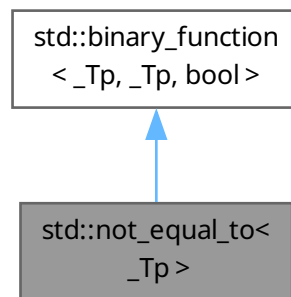 std::binary_function
< _Tp, _Tp, bool >
std::not_equal_to<
_Tp >